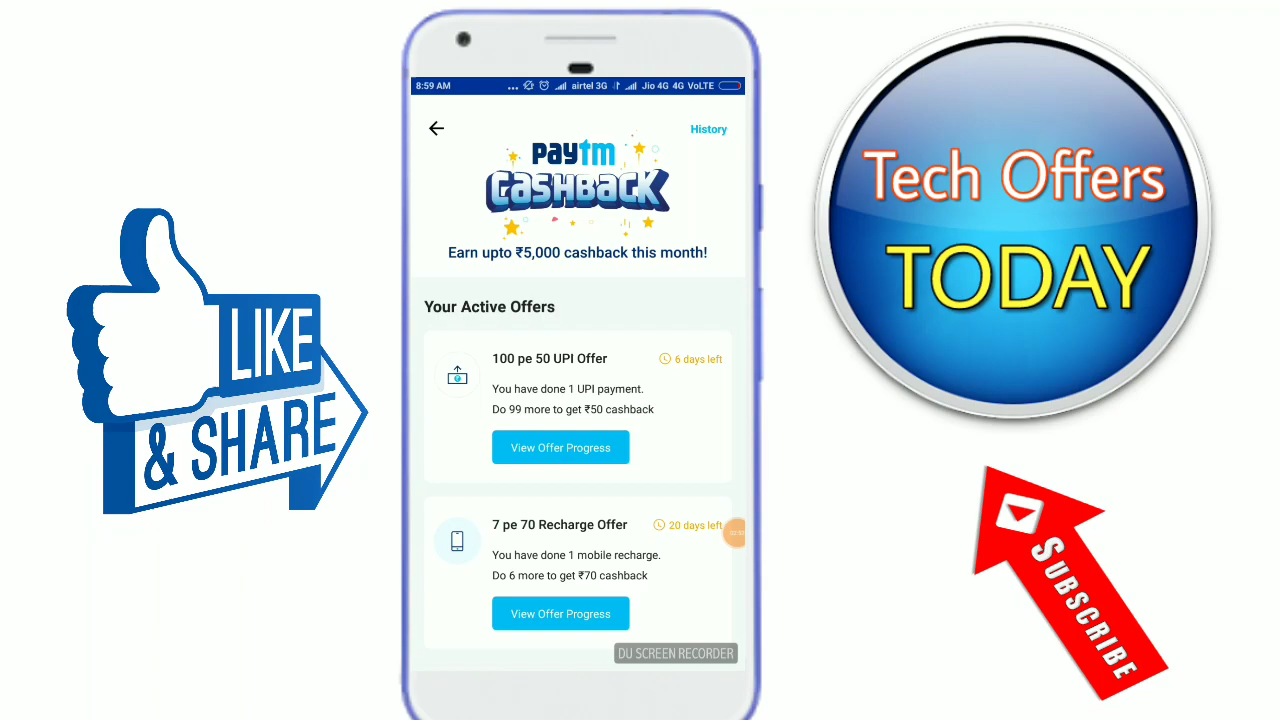 8:59 AM ... airtel 3G Jio 4G 4G VoLTE
History
paytm
CASHBACK
Earn upto ₹5,000 cashback this month!
Your Active Offers
100 pe 50 UPI Offer 6 days left
You have done 1 UPI payment.
Do 99 more to get ₹50 cashback
View Offer Progress
7 pe 70 Recharge Offer 20 days left
You have done 1 mobile recharge.
Do 6 more to get ₹70 cashback
View Offer Progress
DU SCREEN RECORDER
LIKE
& SHARE
Tech Offers
TODAY
SUBSCRIBE